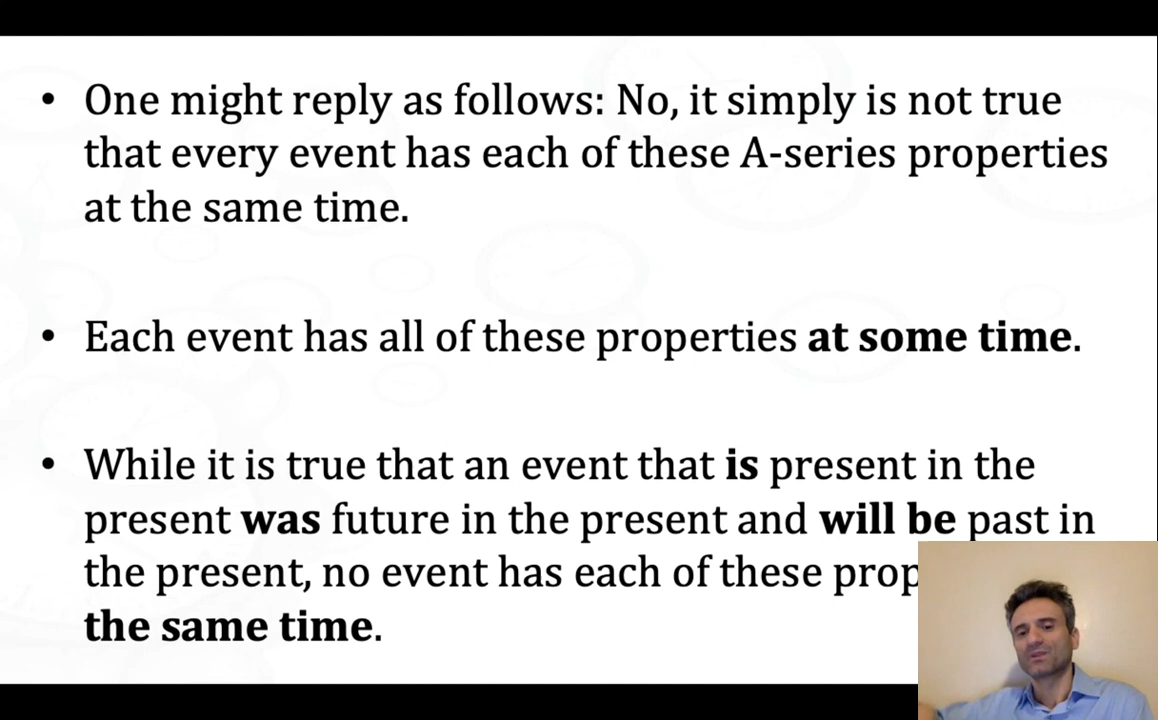 • One might reply as follows: No, it simply is not true
that every event has each of these A-series properties
at the same time.
• Each event has all of these properties at some time.
• While it is true that an event that is present in the
present was future in the present and will be past in
the present, no event has each of these
the same time.